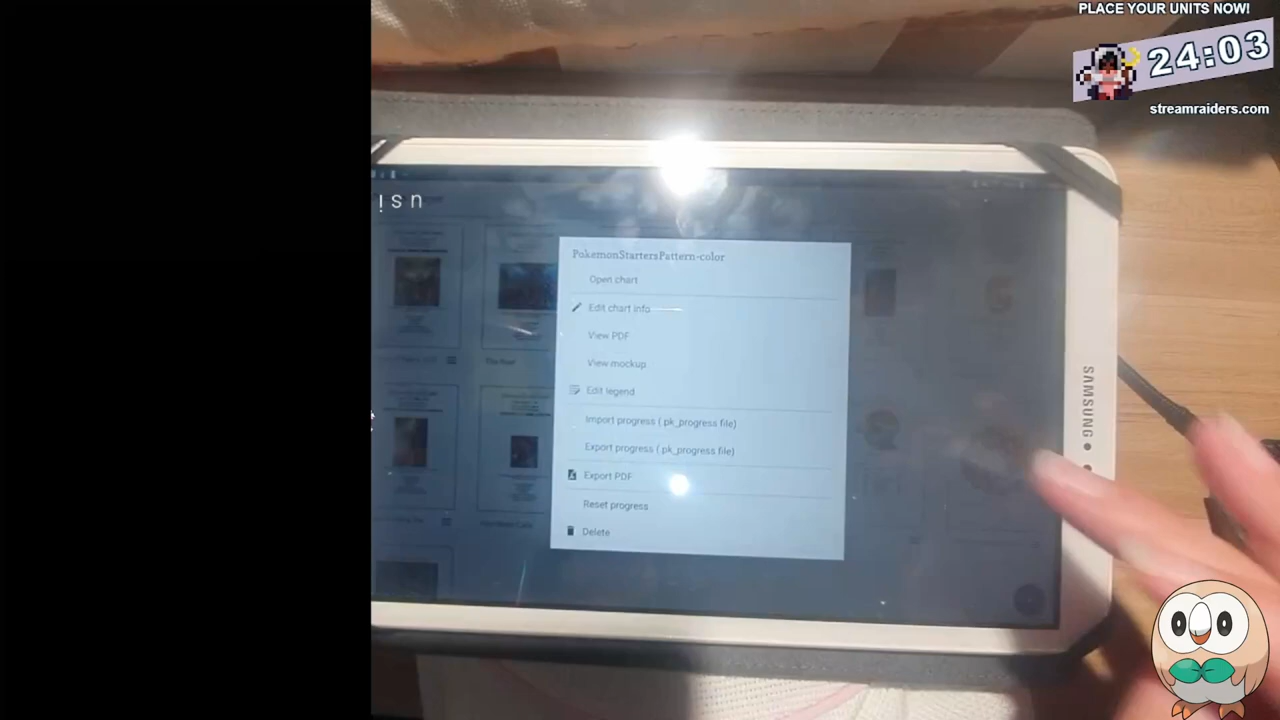 PLACE YOUR UNITS NOW!
24:03
streamraiders.com
PokemonStartersPattern-color
Open chart
Edit chart info
View PDF
View mockup
Edit legend
Import progress (.pk_progress file)
Export progress (.pk_progress file)
Export PDF
Reset progress
Delete
SAMSUNG